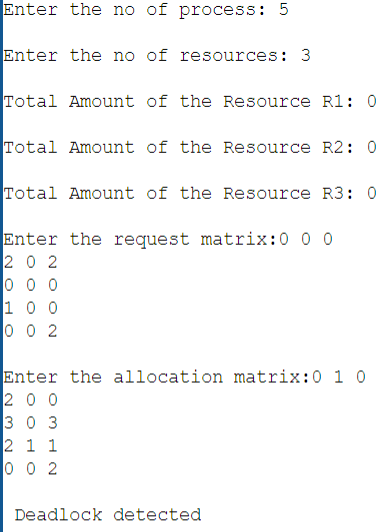 Enter the no of process: 5
Enter the no of resources: 3
Total Amount of the Resource R1: 0
Total Amount of the Resource R2: 0
Total Amount of the Resource R3: 0
Enter the request matrix:0 0 0
2 0 2
0 0 0
1 0 0
0 0 2
Enter the allocation matrix:0 1 0
2 0 0
3 0 3
2 1 1
0 0 2
Deadlock detected